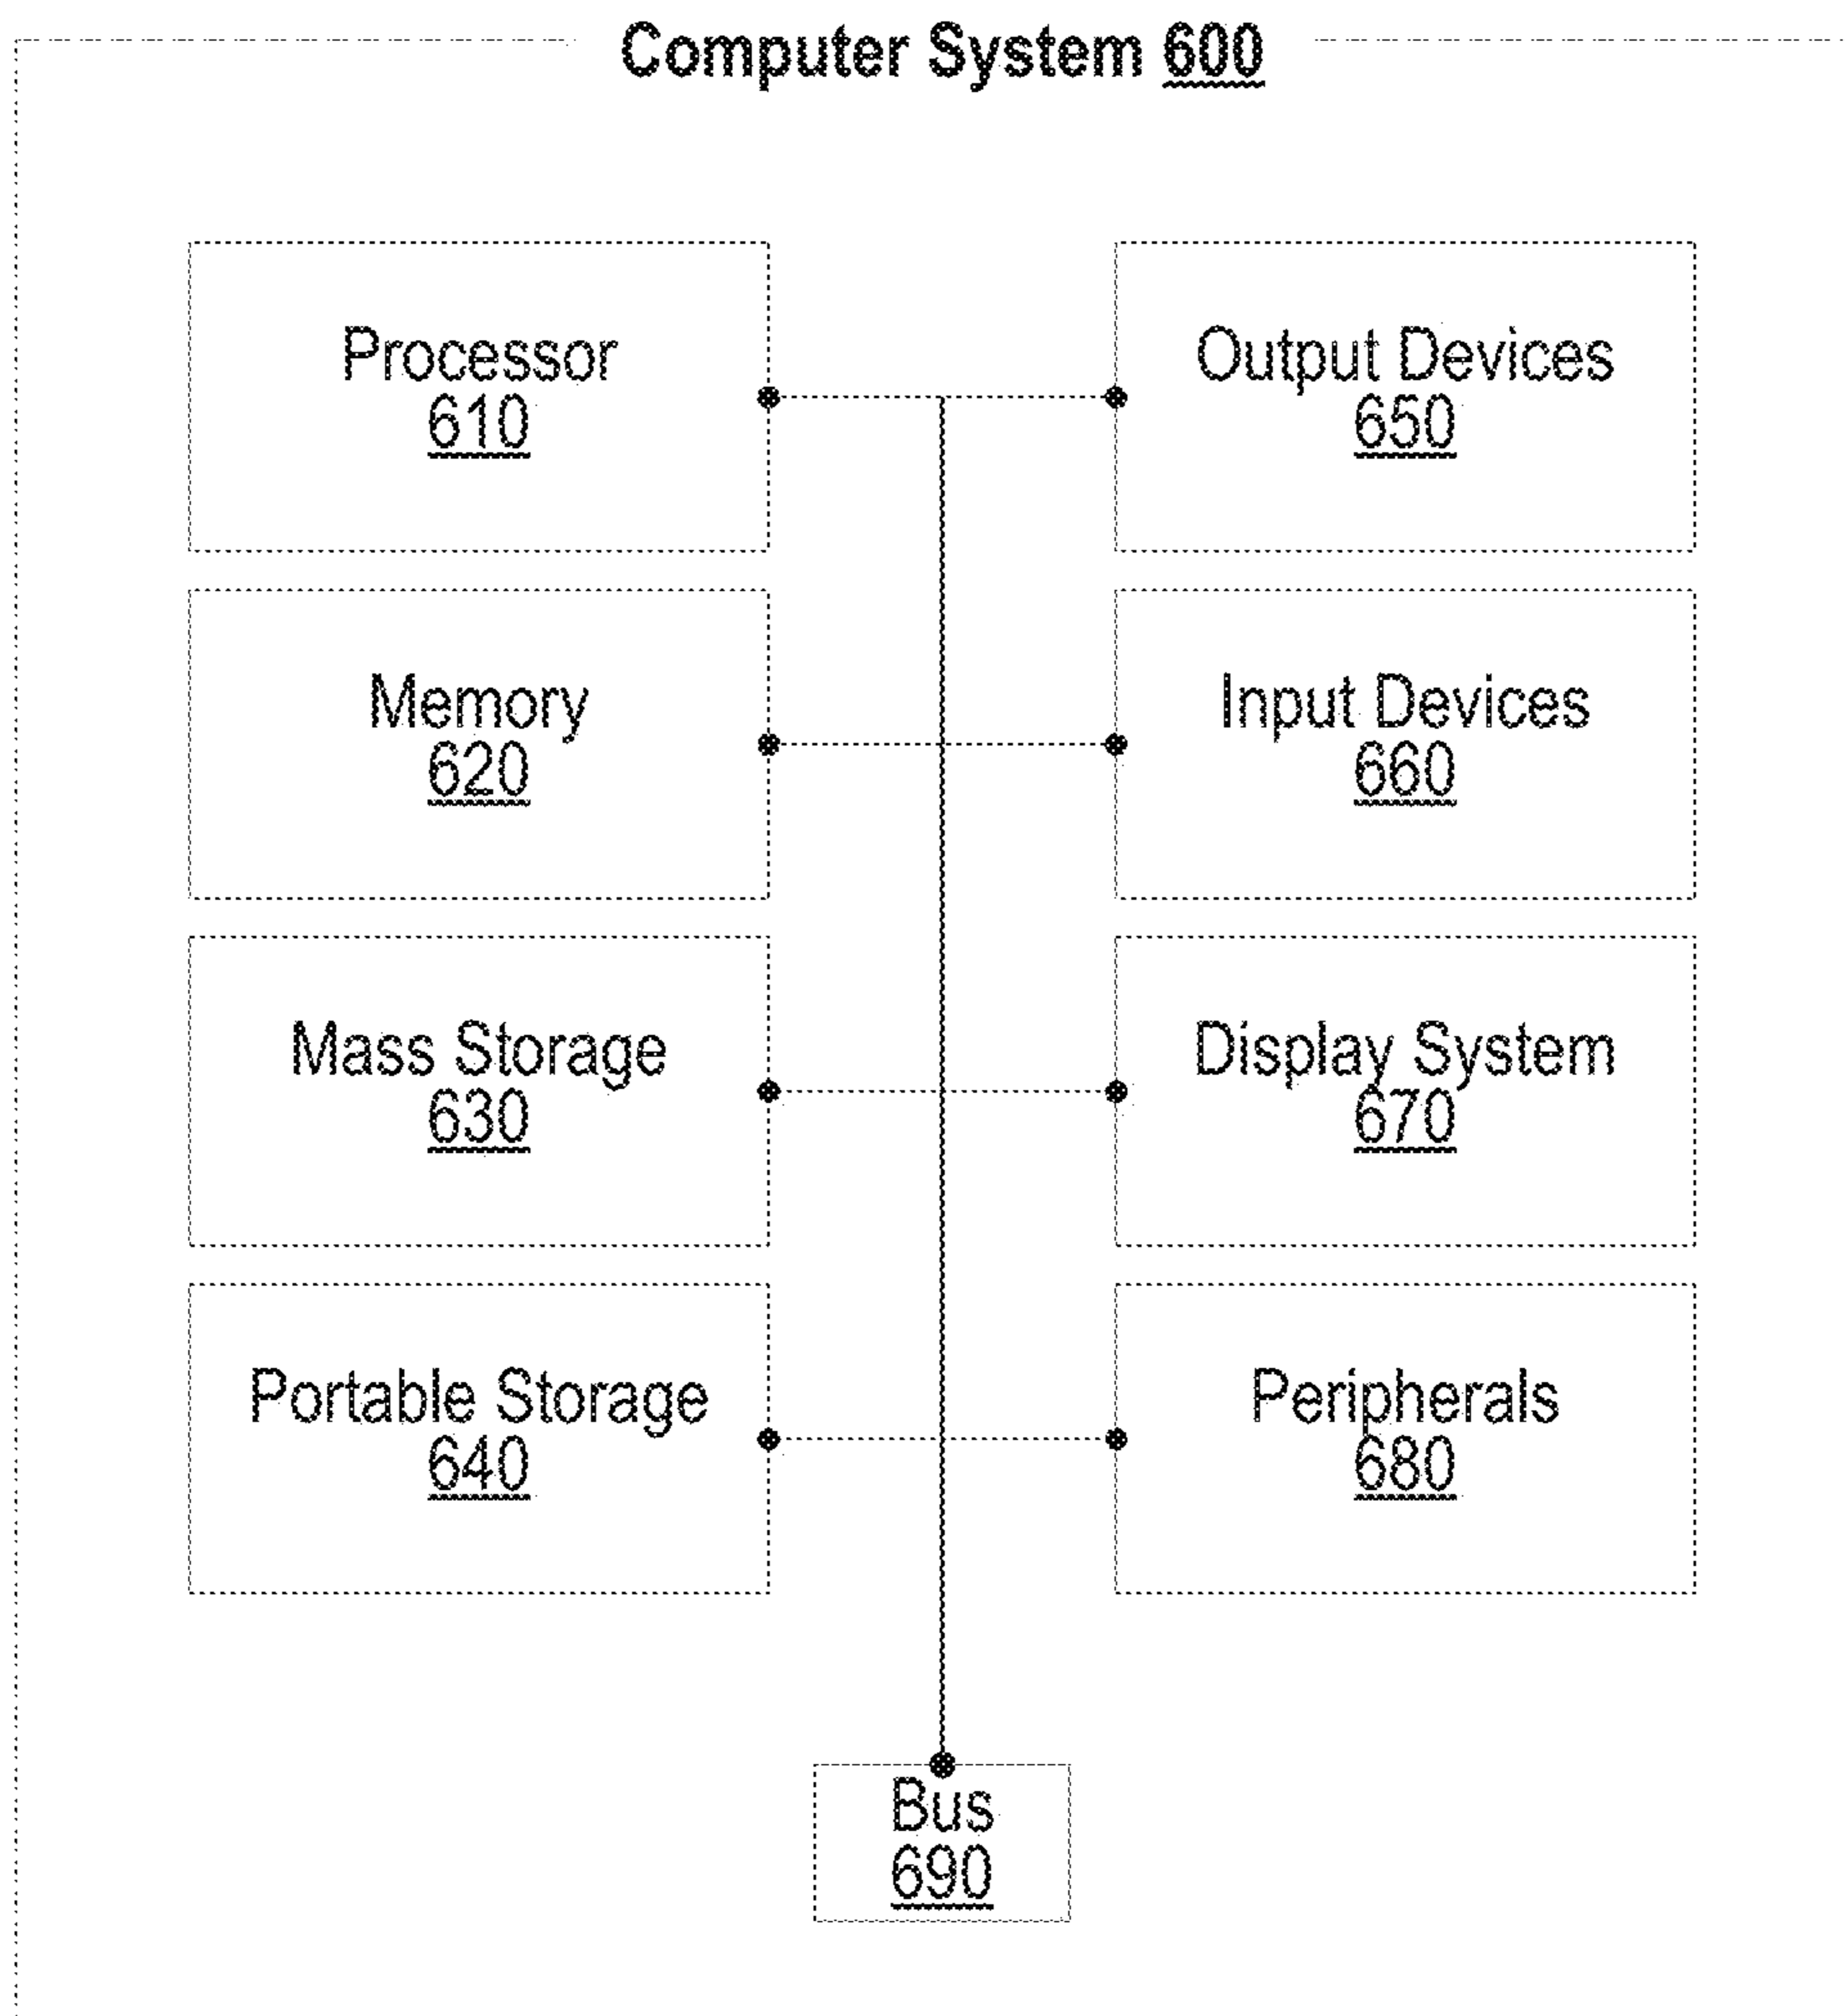 Computer System 600
Processor
610
Output Devices
650
Memory
620
Input Devices
660
Mass Storage
630
Display System
670
Portable Storage
640
Peripherals
680
Bus
690